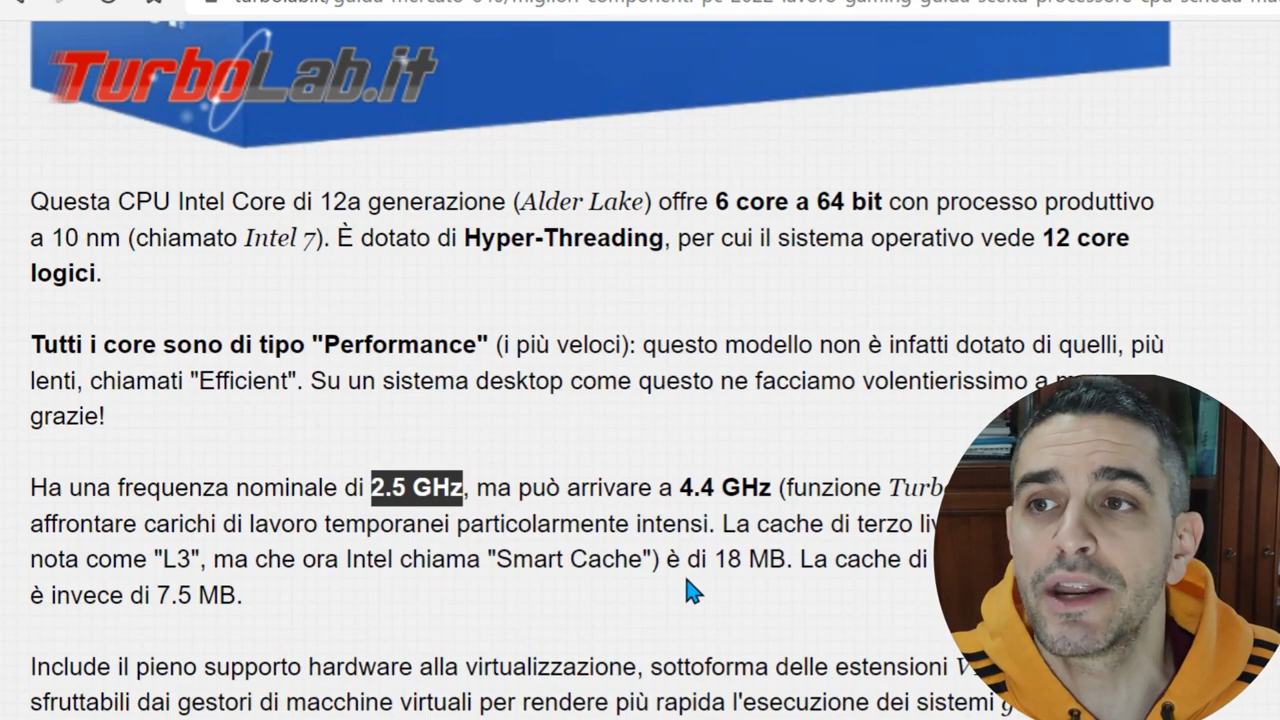 TurboLab.it
Questa CPU Intel Core di 12a generazione (Alder Lake) offre 6 core a 64 bit con processo produttivo
a 10 nm (chiamato Intel 7). È dotato di Hyper-Threading, per cui il sistema operativo vede 12 core
logici.
Tutti i core sono di tipo "Performance" (i più veloci): questo modello non è infatti dotato di quelli, più
lenti, chiamati "Efficient". Su un sistema desktop come questo ne facciamo volentierissimo a
grazie!
Ha una frequenza nominale di 2.5 GHz, ma può arrivare a 4.4 GHz (funzione Turb
affrontare carichi di lavoro temporanei particolarmente intensi. La cache di terzo liv
nota come "L3", ma che ora Intel chiama "Smart Cache") è di 18 MB. La cache di
è invece di 7.5 MB.
Include il pieno supporto hardware alla virtualizzazione, sottoforma delle estensioni
sfruttabili dai gestori di macchine virtuali per rendere più rapida l'esecuzione dei sistemi